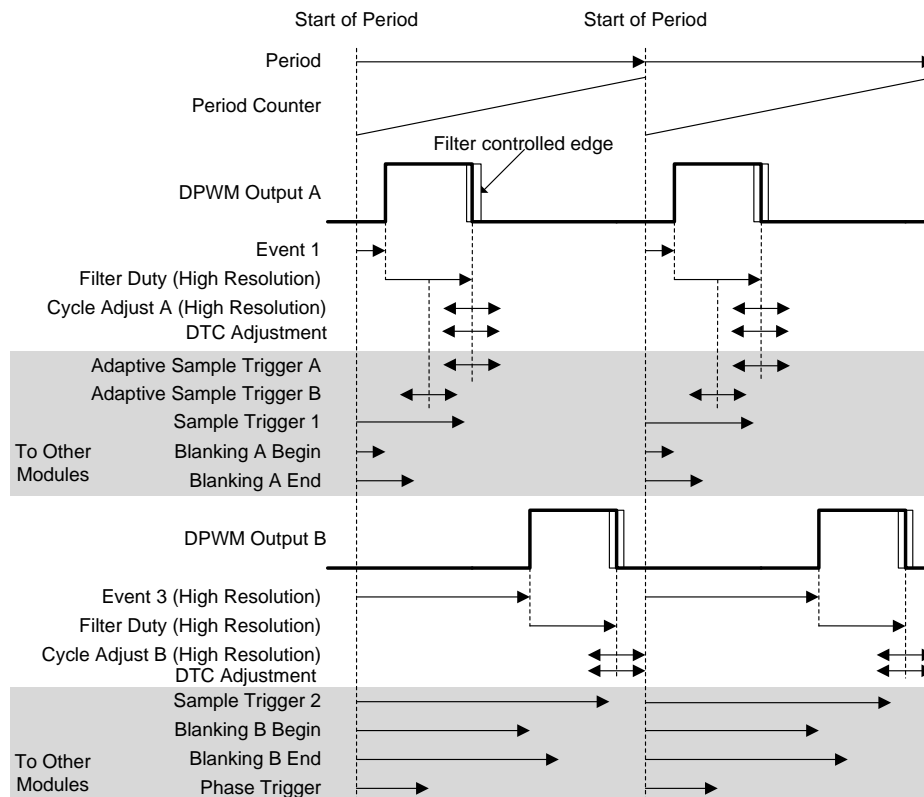 Start of Period
Start of Period
Period
Period Counter
Filter controlled edge
DPWM Output A
Event 1
Filter Duty (High Resolution)
Cycle Adjust A (High Resolution)
DTC Adjustment
Adaptive Sample Trigger A
Adaptive Sample Trigger B
Sample Trigger 1
To Other
Modules
Blanking A Begin
Blanking A End
DPWM Output B
Event 3 (High Resolution)
Filter Duty (High Resolution)
Cycle Adjust B (High Resolution)
DTC Adjustment
Sample Trigger 2
Blanking B Begin
Blanking B End
To Other
Modules
Phase Trigger